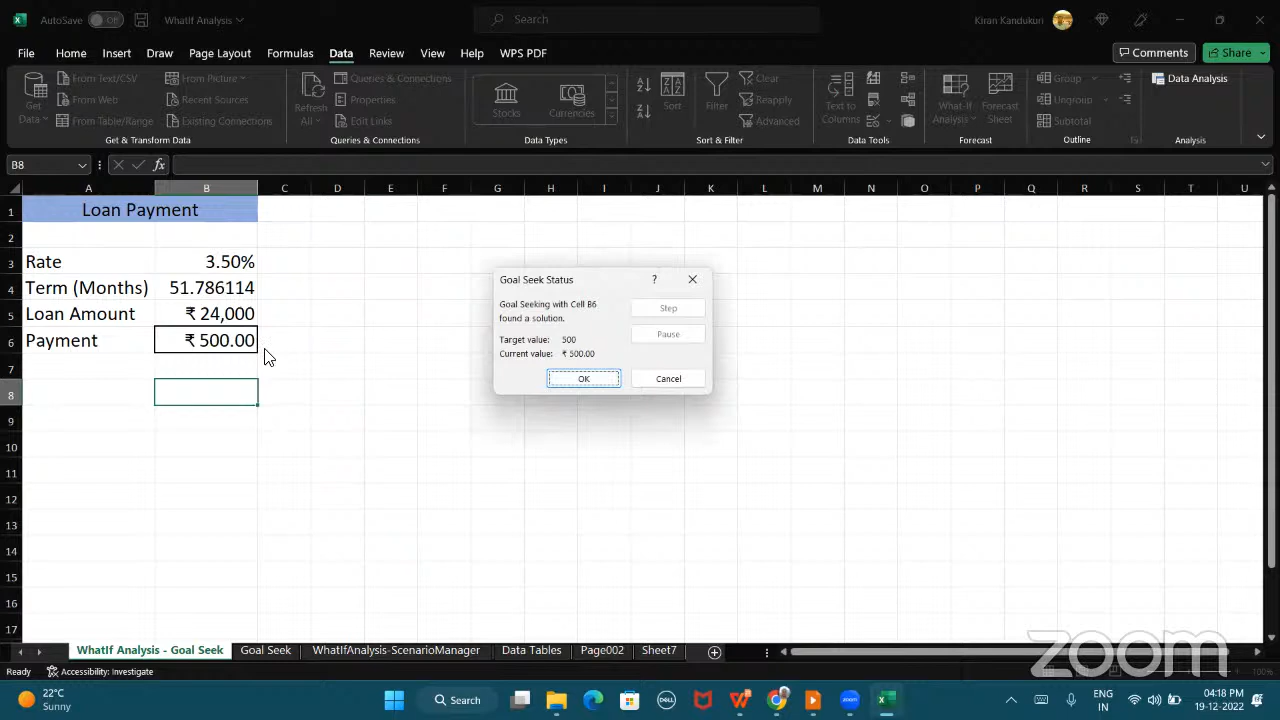 AutoSave Off WhatIf Analysis Search Kiran Kandukuri
File Home Insert Draw Page Layout Formulas Data Review View Help WPS PDF Comments Share
Get Data
From Text/CSV
From Web
From Table/Range
From Picture
Recent Sources
Existing Connections
Get & Transform Data
Refresh All
Queries & Connections
Properties
Edit Links
Queries & Connections
Stocks Currencies
Data Types
Sort Filter
Clear
Reapply
Advanced
Sort & Filter
Text to Columns
Data Tools
What-If Analysis
Forecast Sheet
Forecast
Group
Ungroup
Subtotal
Outline
Data Analysis
Analysis
B8 fx
A B C D E F G H I J K L M N O P Q R S T U
1 Loan Payment
2
3 Rate 3.50%
4 Term (Months) 51.786114
5 Loan Amount ₹ 24,000
6 Payment ₹ 500.00
7
8
9
10
11
12
13
14
15
16
17
Goal Seek Status ?
Goal Seeking with Cell B6
found a solution.
Target value: 500
Current value: ₹ 500.00
Step
Pause
OK Cancel
WhatIf Analysis - Goal Seek Goal Seek WhatIfAnalysis-ScenarioManager Data Tables Page002 Sheet7
Ready Accessibility: Investigate 100%
zoom
22°C
Sunny
Search
DELL
zoom
ENG
IN
04:18 PM
19-12-2022